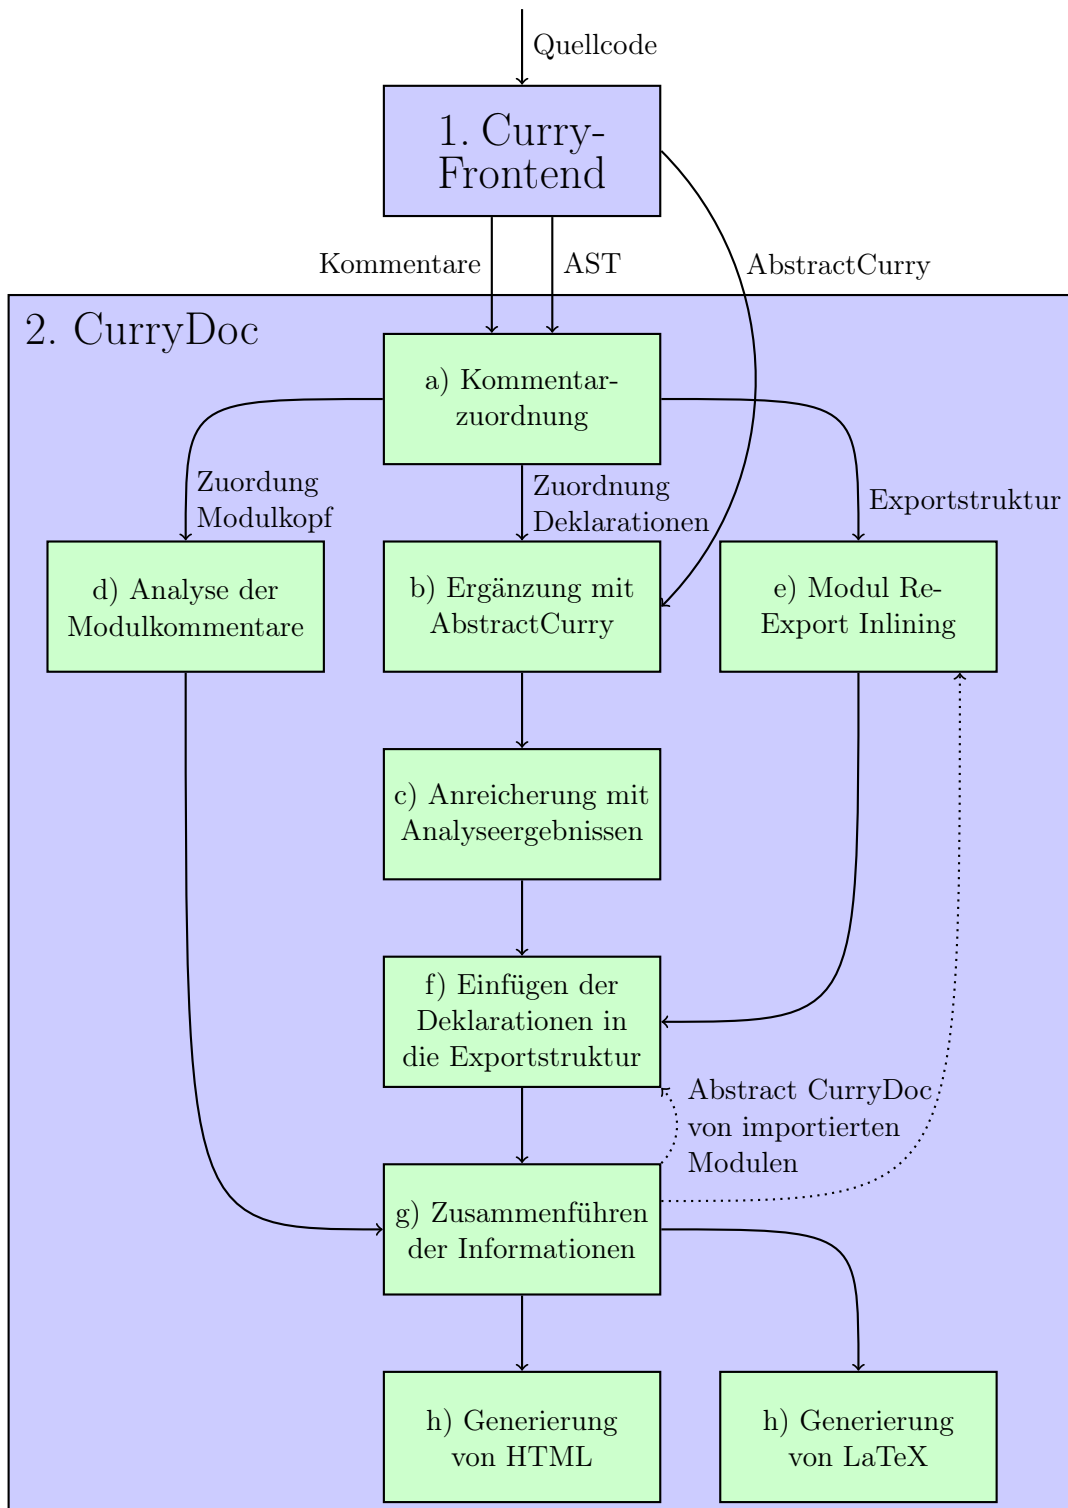 Quellcode
1. Curry-
Frontend
Kommentare
AST
AbstractCurry
2. CurryDoc
a) Kommentar-
zuordnung
Zuordung
Modulkopf
Zuordnung
Deklarationen
Exportstruktur
d) Analyse der
Modulkommentare
b) Ergänzung mit
AbstractCurry
e) Modul Re-
Export Inlining
c) Anreicherung mit
Analyseergebnissen
f) Einfügen der
Deklarationen in
die Exportstruktur
Abstract CurryDoc
von importierten
Modulen
g) Zusammenführen
der Informationen
h) Generierung
von HTML
h) Generierung
von LaTeX